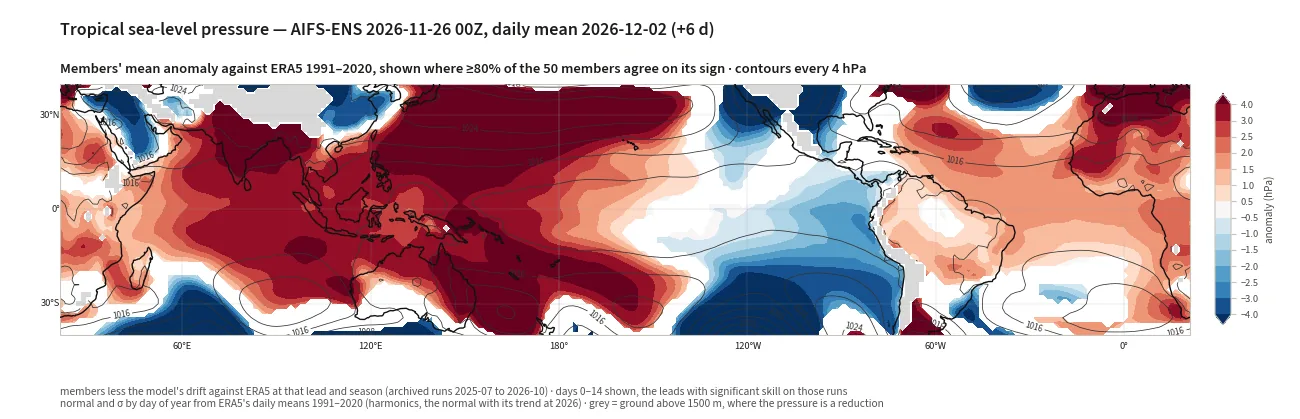 Tropical sea-level pressure — AIFS-ENS 2026-11-26 00Z, daily mean 2026-12-02 (+6 d)
Members' mean anomaly against ERA5 1991–2020, shown where ≥80% of the 50 members agree on its sign · contours every 4 hPa
30°N
0°
30°S
1024
1016
1016
1016
1016
1024
1016
1016
1016
1016
1024
1016
1016
60°E
120°E
180°
120°W
60°W
0°
4.0
3.0
2.5
2.0
1.5
1.0
0.5
−0.5
−1.0
−1.5
−2.0
−2.5
−3.0
−4.0
anomaly (hPa)
members less the model's drift against ERA5 at that lead and season (archived runs 2025-07 to 2026-10) · days 0–14 shown, the leads with significant skill on those runs
normal and σ by day of year from ERA5's daily means 1991–2020 (harmonics, the normal with its trend at 2026) · grey = ground above 1500 m, where the pressure is a reduction